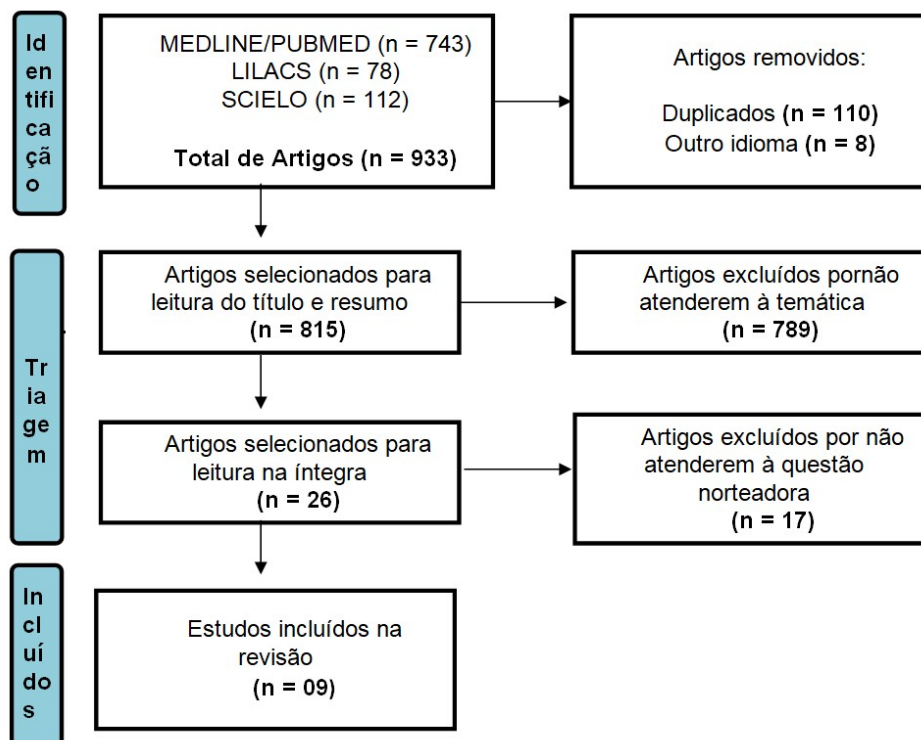 Id
en
tifi
ca
çã
o
MEDLINE/PUBMED (n = 743)
LILACS (n = 78)
SCIELO (n = 112)
Total de Artigos (n = 933)
Artigos removidos:
Duplicados (n = 110)
Outro idioma (n = 8)
Tr
ia
ge
m
Artigos selecionados para
leitura do título e resumo
(n = 815)
Artigos excluídos pornão
atenderem à temática
(n = 789)
Artigos selecionados para
leitura na íntegra
(n = 26)
Artigos excluídos por não
atenderem à questão
norteadora
(n = 17)
In
cl
uí
do
s
Estudos incluídos na
revisão
(n = 09)